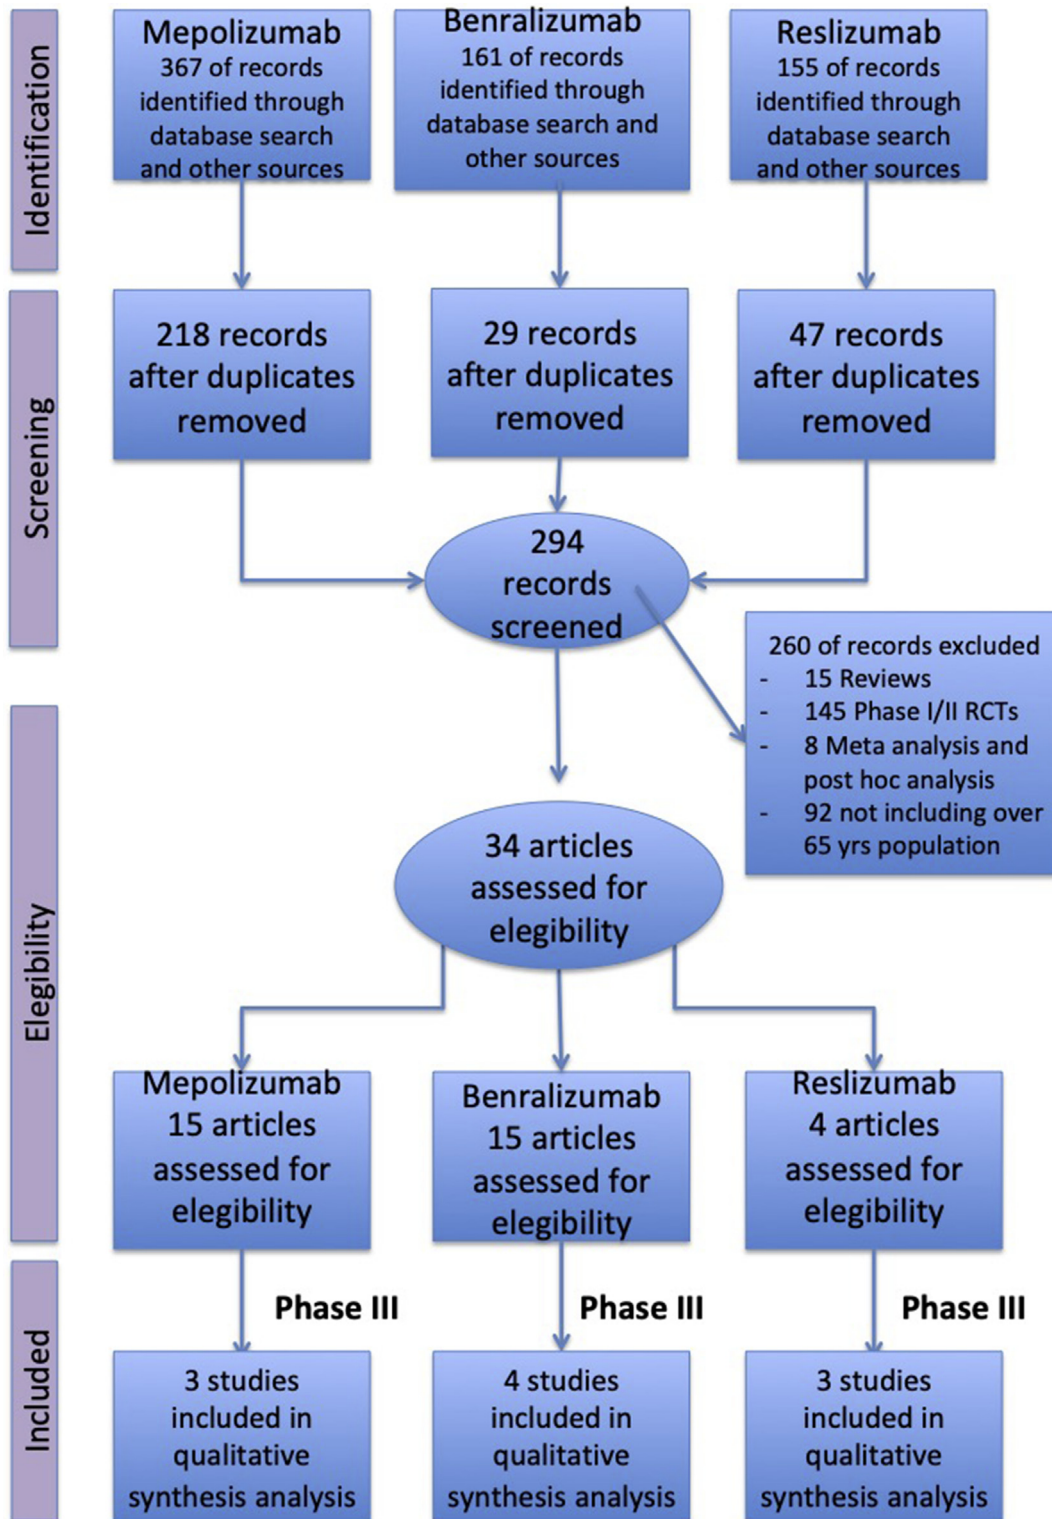 Identification
Mepolizumab
367 of records
identified through
database search
and other sources
Benralizumab
161 of records
identified through
database search and
other sources
Reslizumab
155 of records
identified through
database search
and other sources
Screening
218 records
after duplicates
removed
29 records
after duplicates
removed
47 records
after duplicates
removed
294
records
screened
260 of records excluded
- 15 Reviews
- 145 Phase I/II RCTs
- 8 Meta analysis and
post hoc analysis
- 92 not including over
65 yrs population
Elegibility
34 articles
assessed for
elegibility
Mepolizumab
15 articles
assessed for
elegibility
Benralizumab
15 articles
assessed for
elegibility
Reslizumab
4 articles
assessed for
elegibility
Included
Phase III
Phase III
Phase III
3 studies
included in
qualitative
synthesis analysis
4 studies
included in
qualitative
synthesis analysis
3 studies
included in
qualitative
synthesis analysis